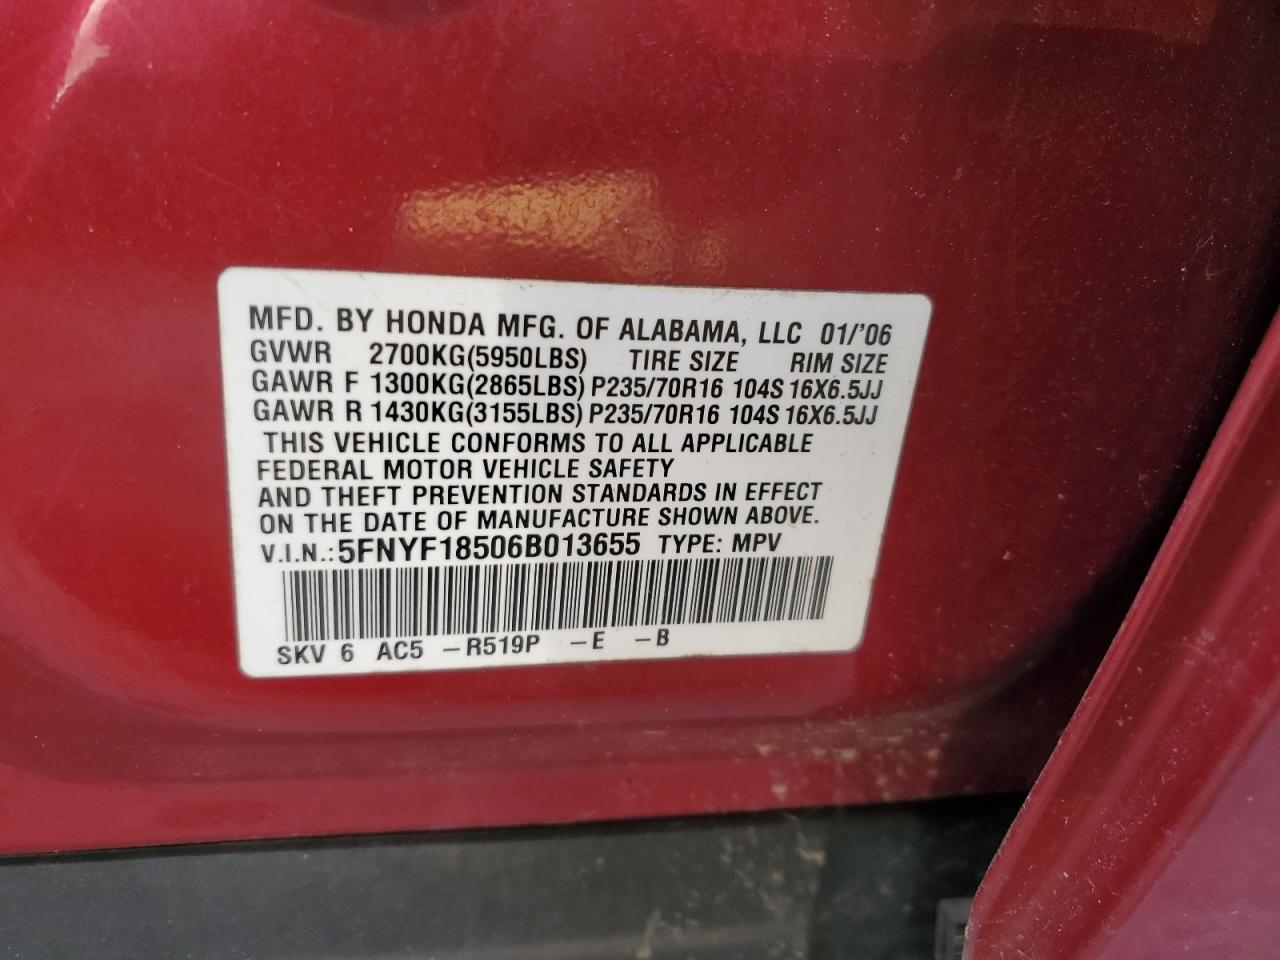 MFD. BY HONDA MFG. OF ALABAMA, LLC 01/'06
GVWR 2700KG(5950LBS) TIRE SIZE RIM SIZE
GAWR F 1300KG(2865LBS) P235/70R16 104S 16X6.5JJ
GAWR R 1430KG(3155LBS) P235/70R16 104S 16X6.5JJ
THIS VEHICLE CONFORMS TO ALL APPLICABLE
FEDERAL MOTOR VEHICLE SAFETY
AND THEFT PREVENTION STANDARDS IN EFFECT
ON THE DATE OF MANUFACTURE SHOWN ABOVE.
V.I.N.: 5FNYF18506B013655 TYPE: MPV
SKV 6 AC5 –R519P –E –B